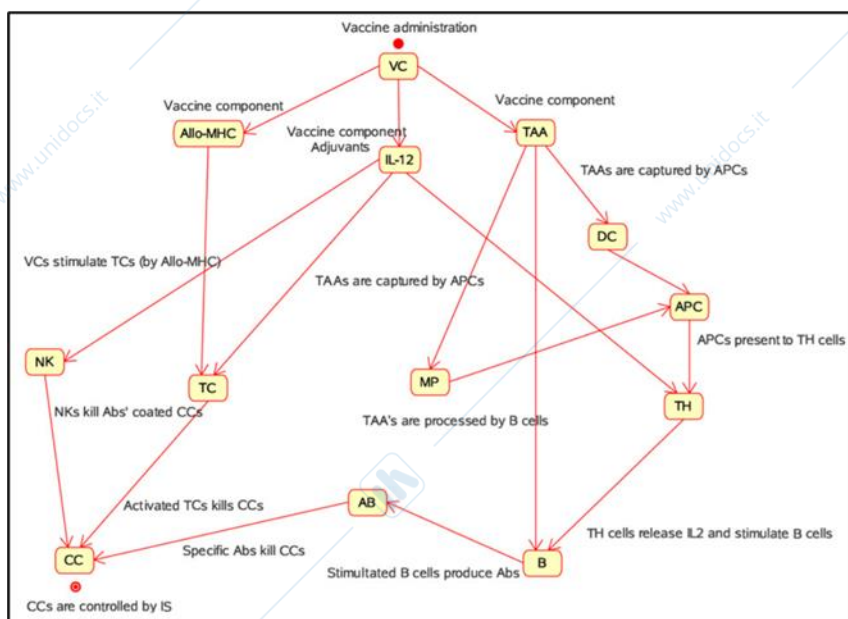 Vaccine administration
VC
Vaccine component
Vaccine component
Allo-MHC
Vaccine component
Adjuvants
TAA
IL-12
TAAs are captured by APCs
DC
VCs stimulate TCs (by Allo-MHC)
TAAs are captured by APCs
APC
APCs present to TH cells
NK
TC
MP
TH
NKs kill Abs' coated CCs
TAA's are processed by B cells
AB
Activated TCs kills CCs
TH cells release IL2 and stimulate B cells
Specific Abs kill CCs
CC
B
Stimultated B cells produce Abs
CCs are controlled by IS
www.unidocs.it
www.unidocs.it